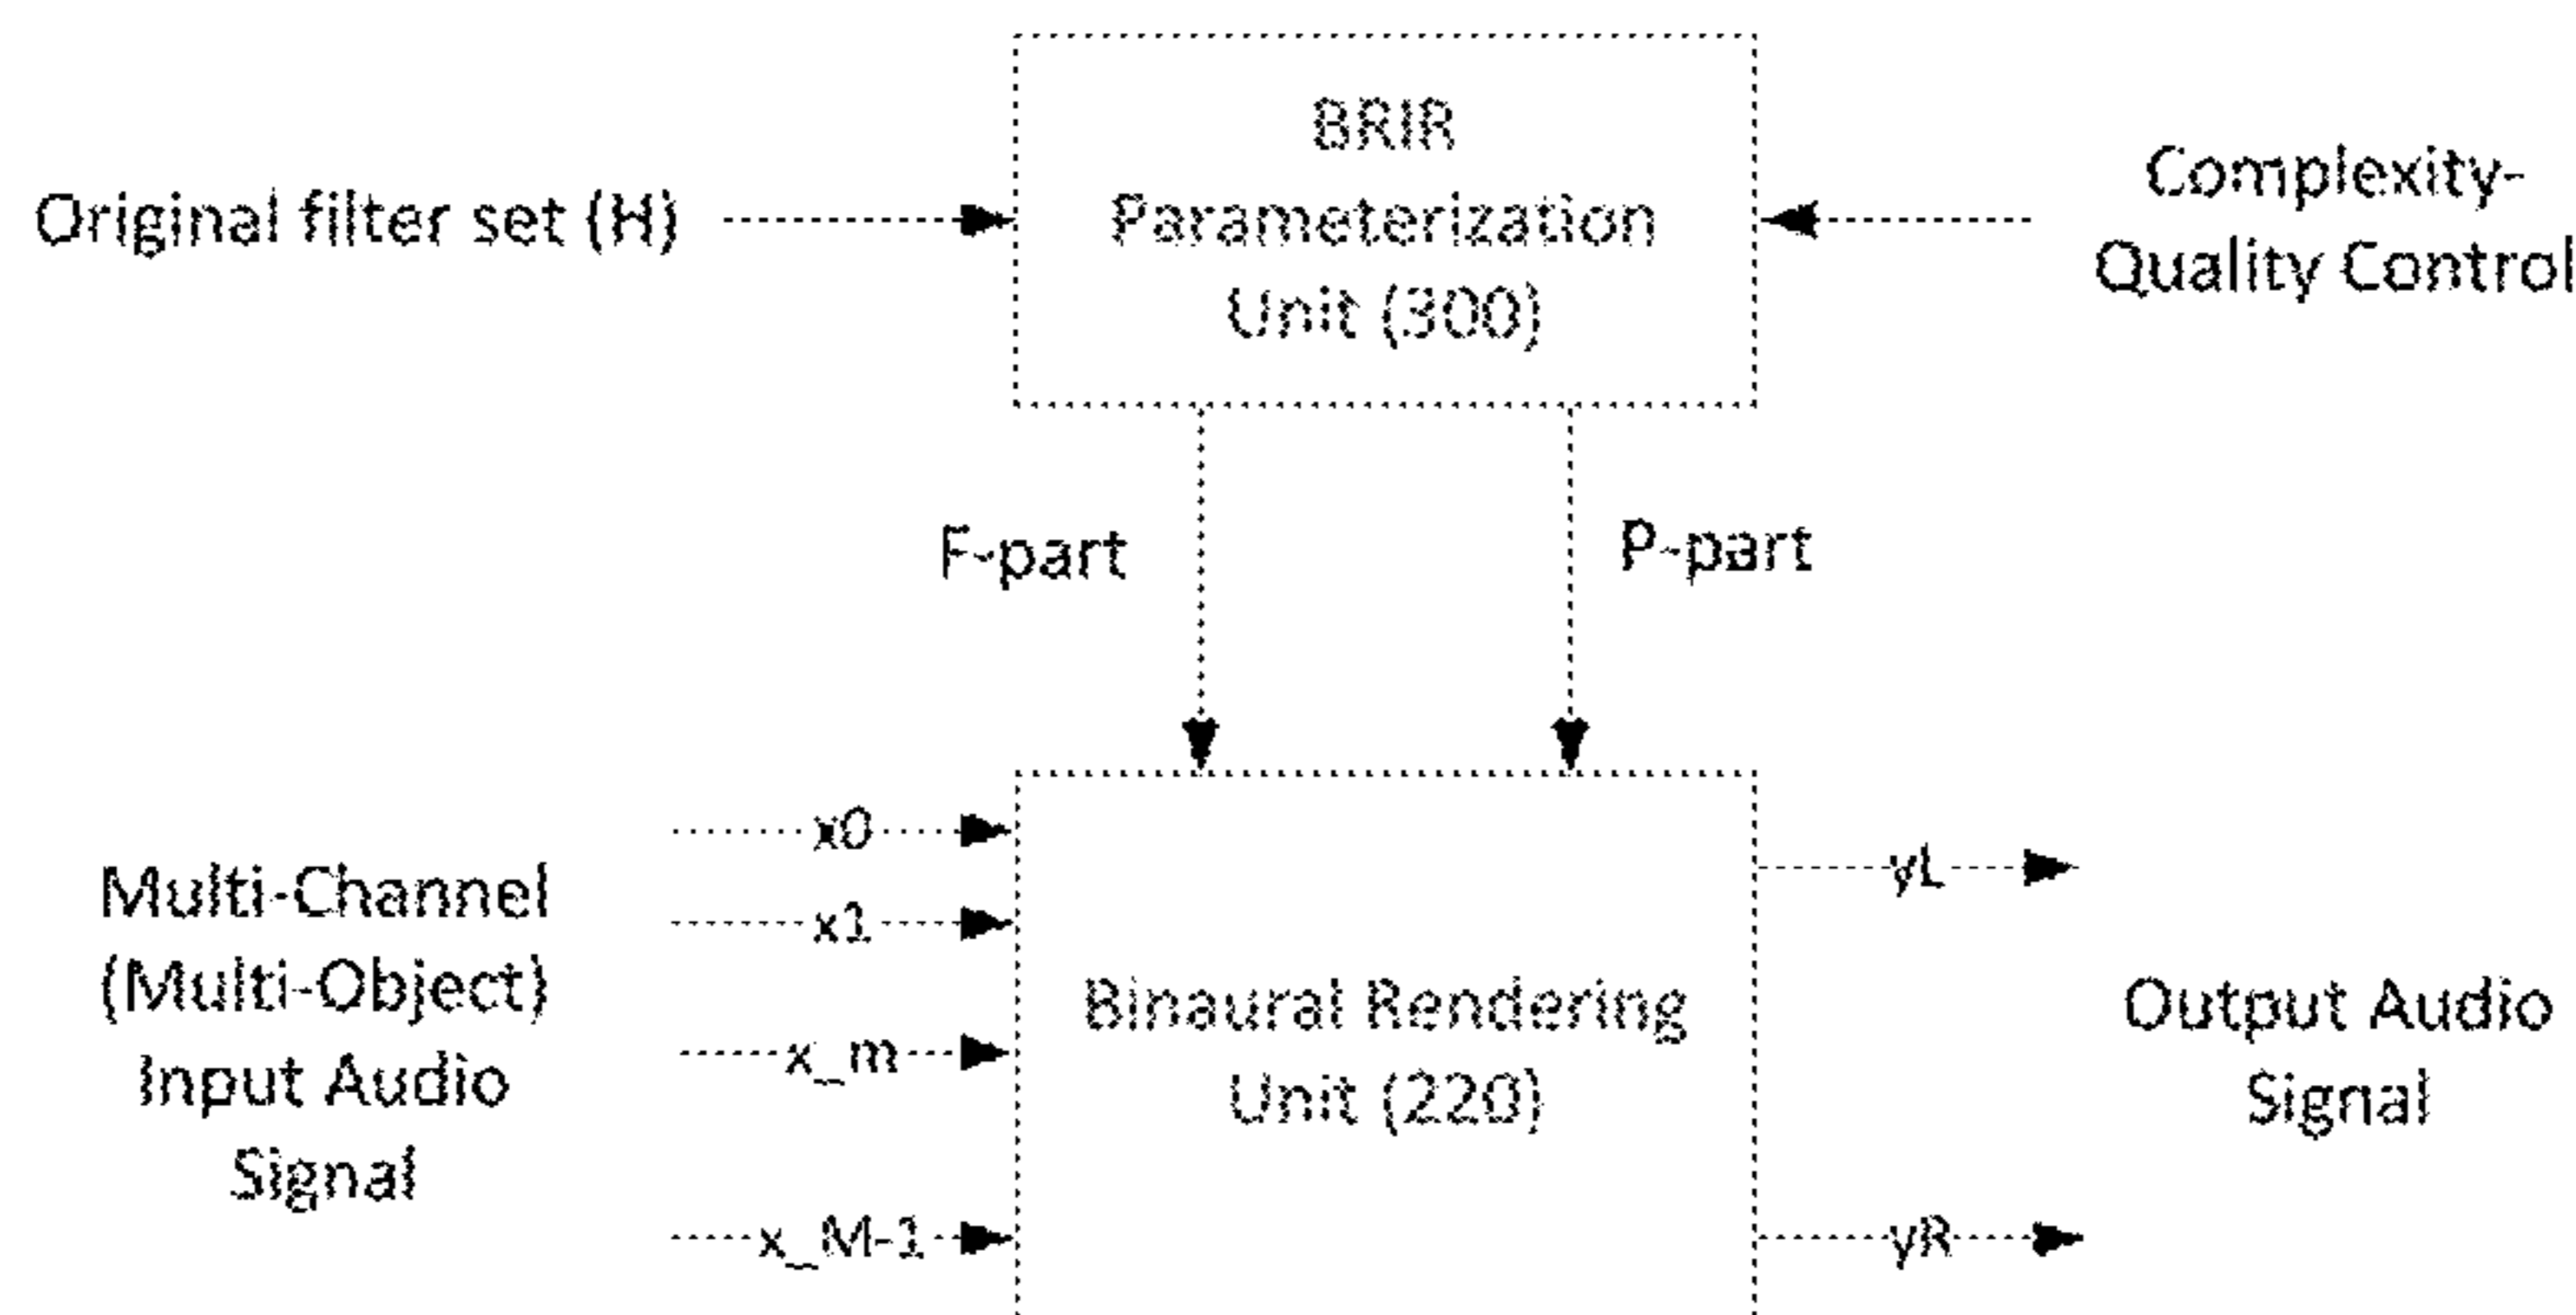 BRIR
Parameterization
Unit (300)
Original filter set (H)
Complexity-
Quality Control
F-part
P-part
Multi-Channel
(Multi-Object)
Input Audio
Signal
x0
x1
x_m
x_M-1
Binaural Rendering
Unit (220)
yL
yR
Output Audio
Signal